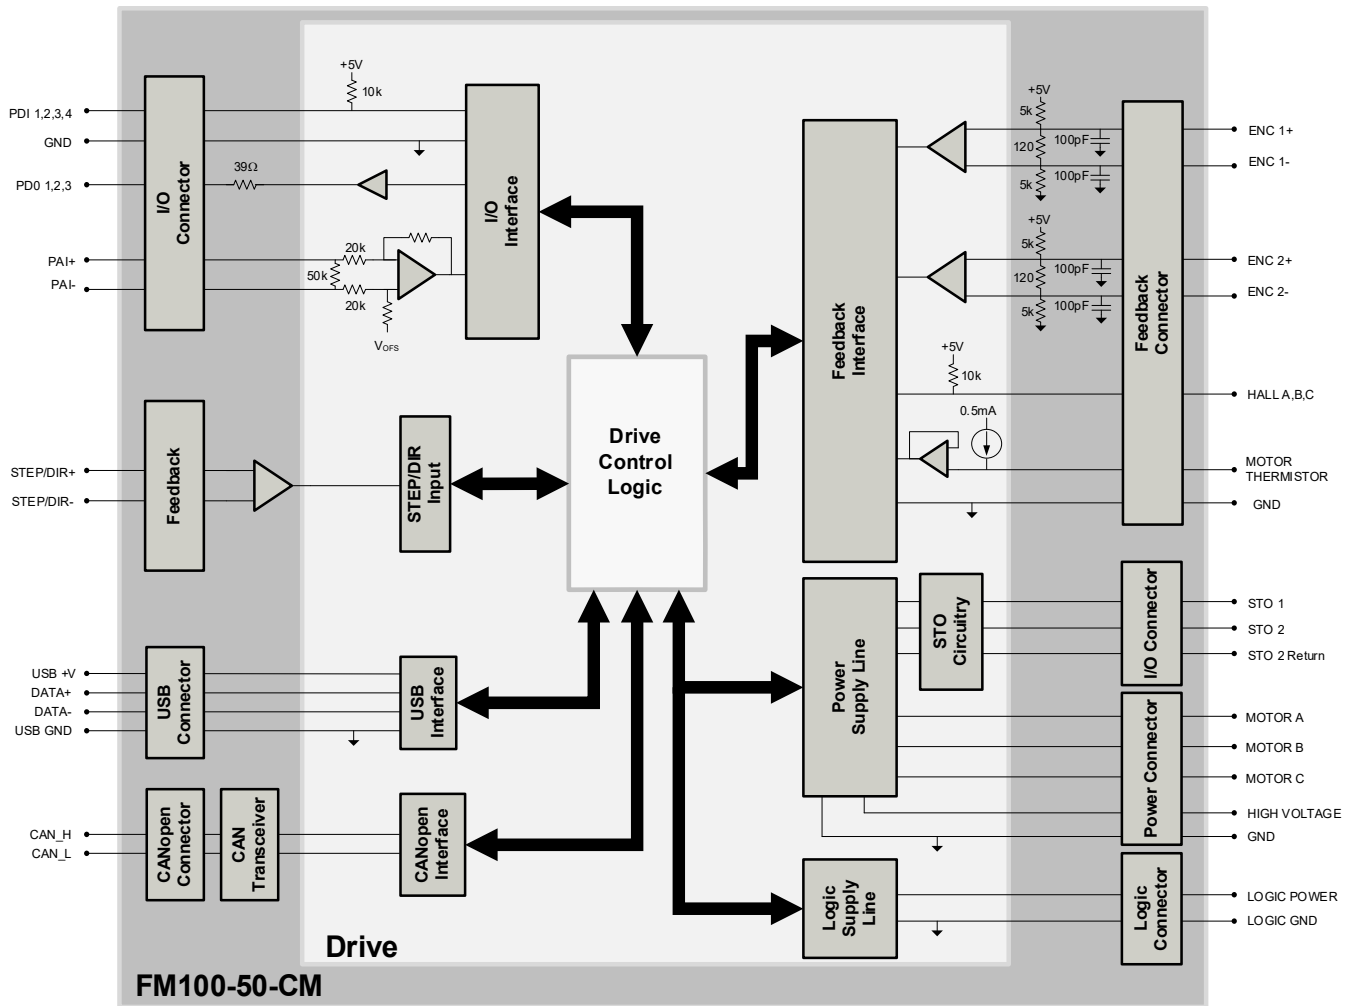 +5V
10k
PDI 1,2,3,4
GND
39Ω
PD0 1,2,3
PAI+
PAI-
20k
50k
20k
VOFS
I/O
Connector
I/O
Interface
STEP/DIR+
STEP/DIR-
Feedback
STEP/DIR
Input
Drive
Control
Logic
USB +V
DATA+
DATA-
USB GND
USB
Connector
USB
Interface
CAN_H
CAN_L
CANopen
Connector
CAN
Transceiver
CANopen
Interface
Feedback
Interface
+5V
5k
120
5k
100pF
100pF
ENC 1+
ENC 1-
+5V
5k
120
5k
100pF
100pF
ENC 2+
ENC 2-
Feedback
Connector
+5V
10k
HALL A,B,C
0.5mA
MOTOR
THERMISTOR
GND
Power
Supply Line
STO
Circuitry
I/O Connector
STO 1
STO 2
STO 2 Return
Power Connector
MOTOR A
MOTOR B
MOTOR C
HIGH VOLTAGE
GND
Logic
Supply
Line
Logic
Connector
LOGIC POWER
LOGIC GND
Drive
FM100-50-CM